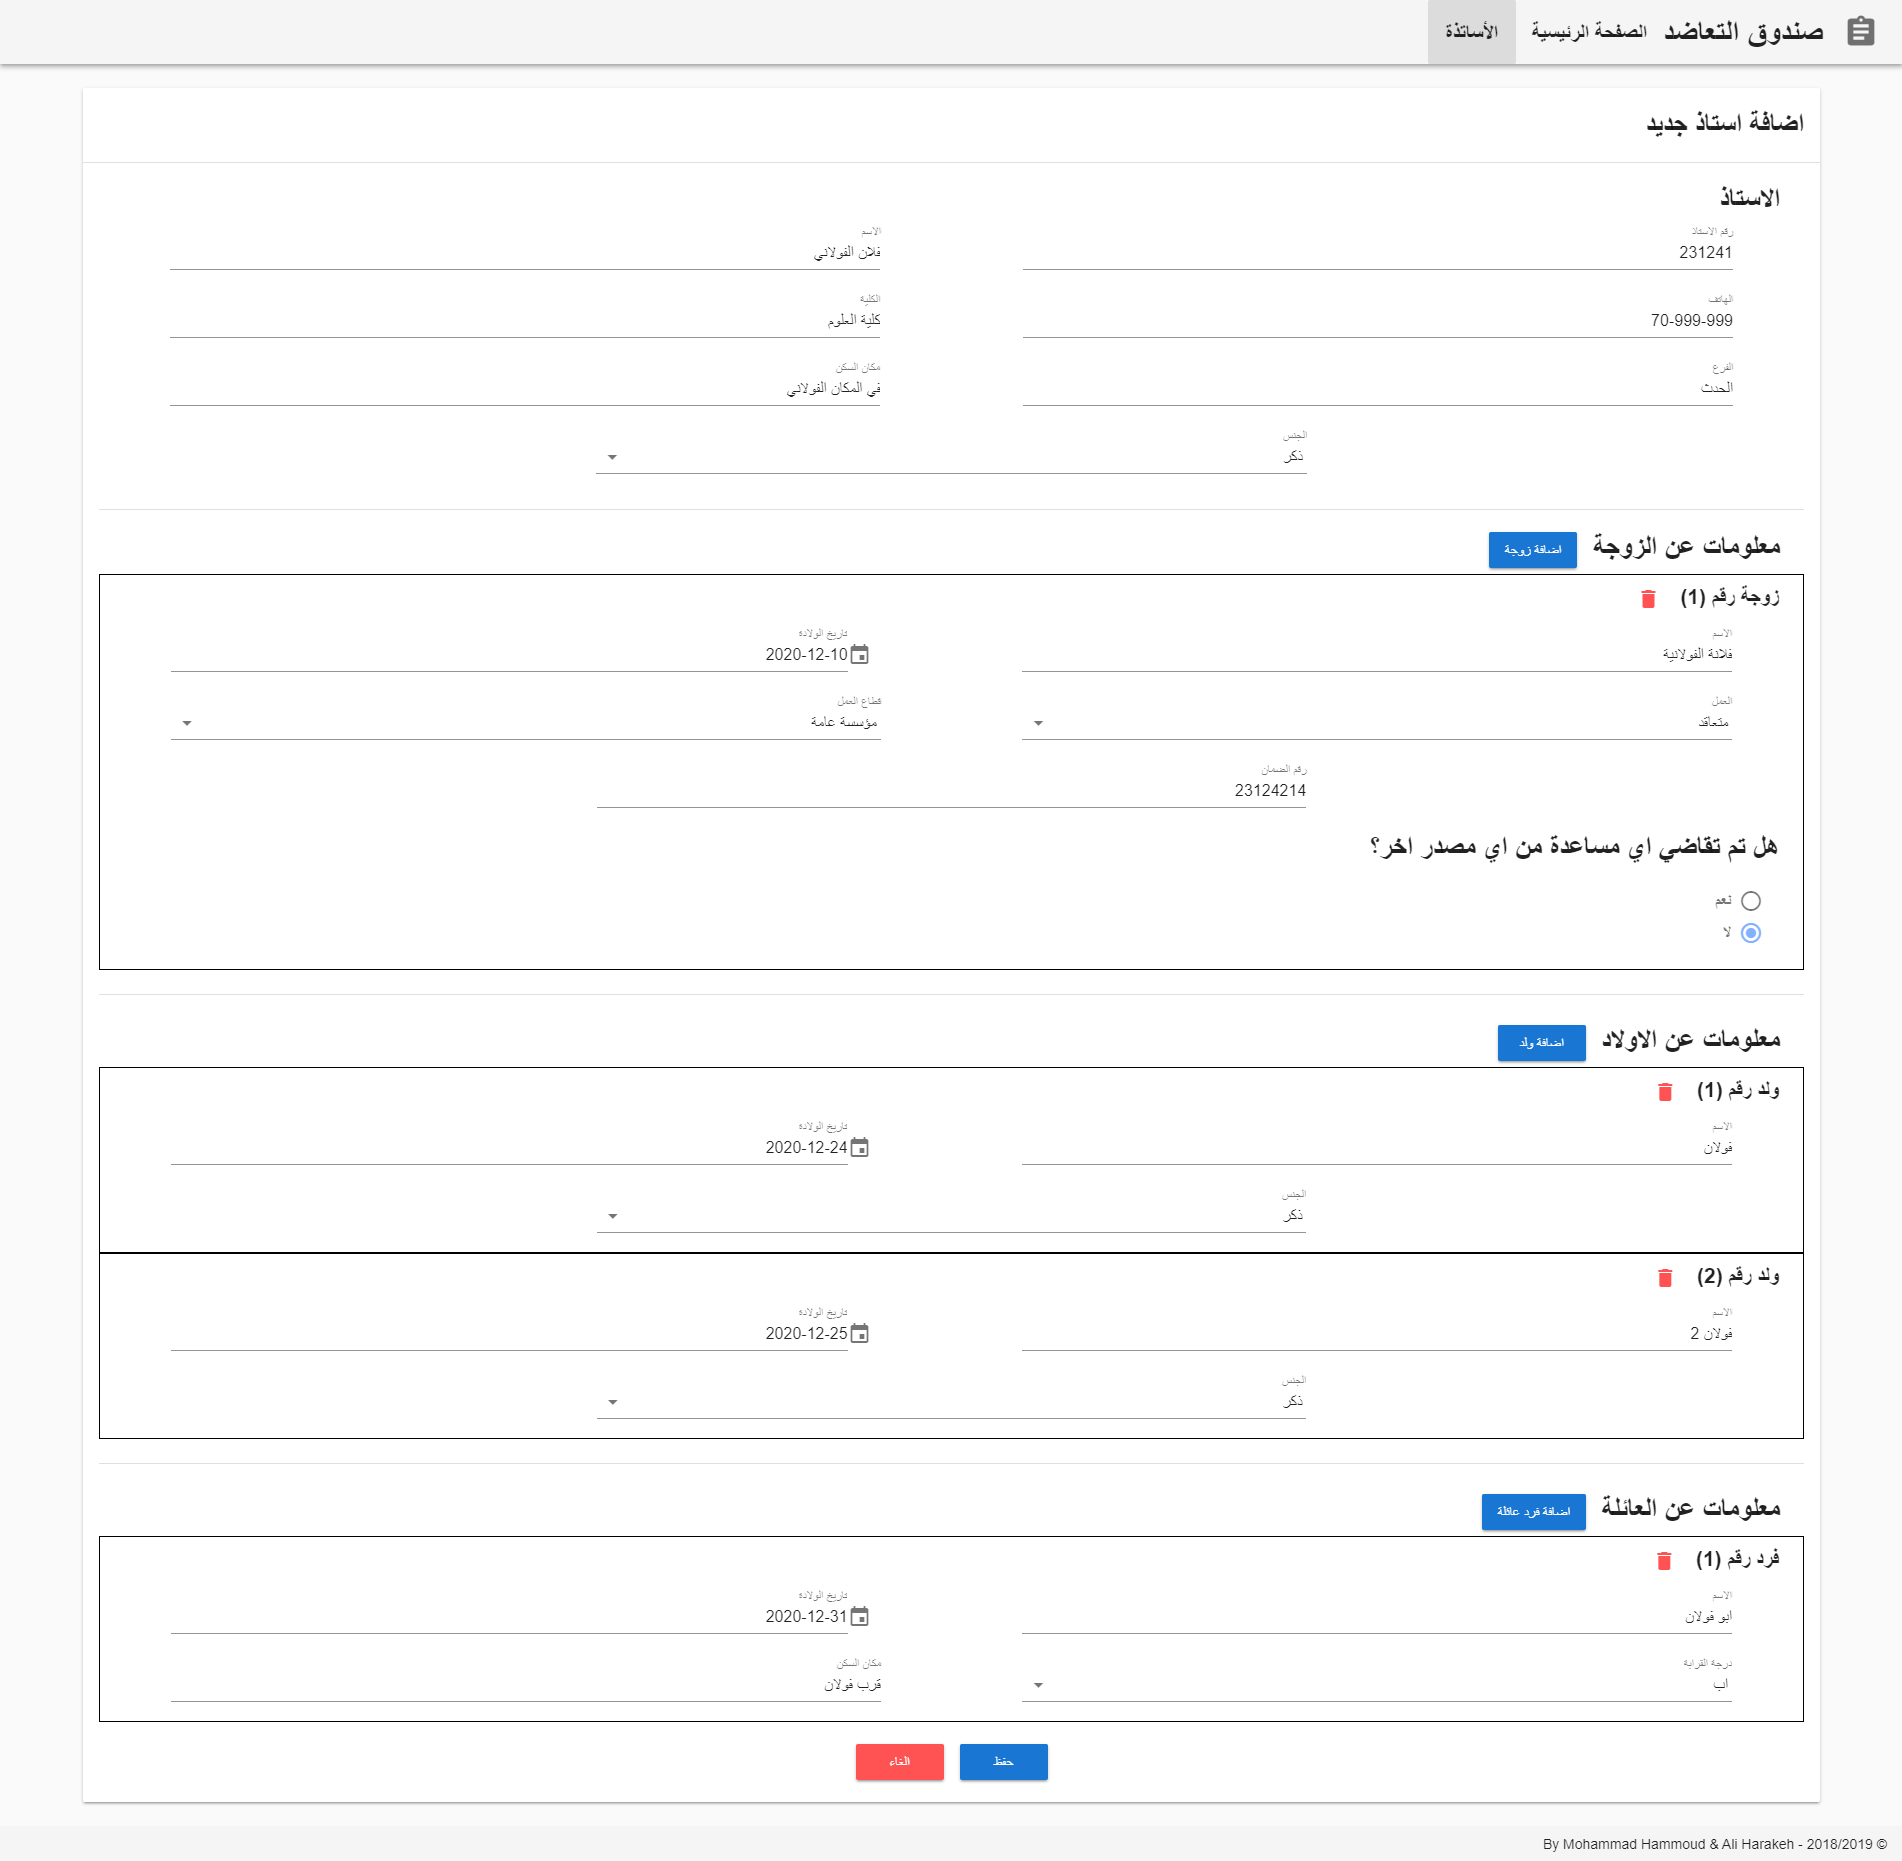 صندوق التعاضد الصفحة الرئيسية الأساتذة
اضافة استاذ جديد
الاستاذ
رقم الاستاذ
231241
الاسم
فلان الفولاني
الهاتف
70-999-999
الكلية
كلية العلوم
الفرع
الحدث
مكان السكن
في المكان الفولاني
الجنس
ذكر
معلومات عن الزوجة
اضافة زوجة
زوجة رقم (1)
الاسم
فلانة الفولانية
تاريخ الولادة
2020-12-10
العمل
متعاقد
قطاع العمل
مؤسسة عامة
رقم الضمان
23124214
هل تم تقاضي اي مساعدة من اي مصدر اخر؟
نعم
لا
معلومات عن الاولاد
اضافة ولد
ولد رقم (1)
الاسم
فولان
تاريخ الولادة
2020-12-24
الجنس
ذكر
ولد رقم (2)
الاسم
فولان 2
تاريخ الولادة
2020-12-25
الجنس
ذكر
معلومات عن العائلة
اضافة فرد عائلة
فرد رقم (1)
الاسم
ابو فولان
تاريخ الولادة
2020-12-31
درجة القرابة
اب
مكان السكن
قرب فولان
حفظ
الغاء
By Mohammad Hammoud & Ali Harakeh - 2018/2019 ©